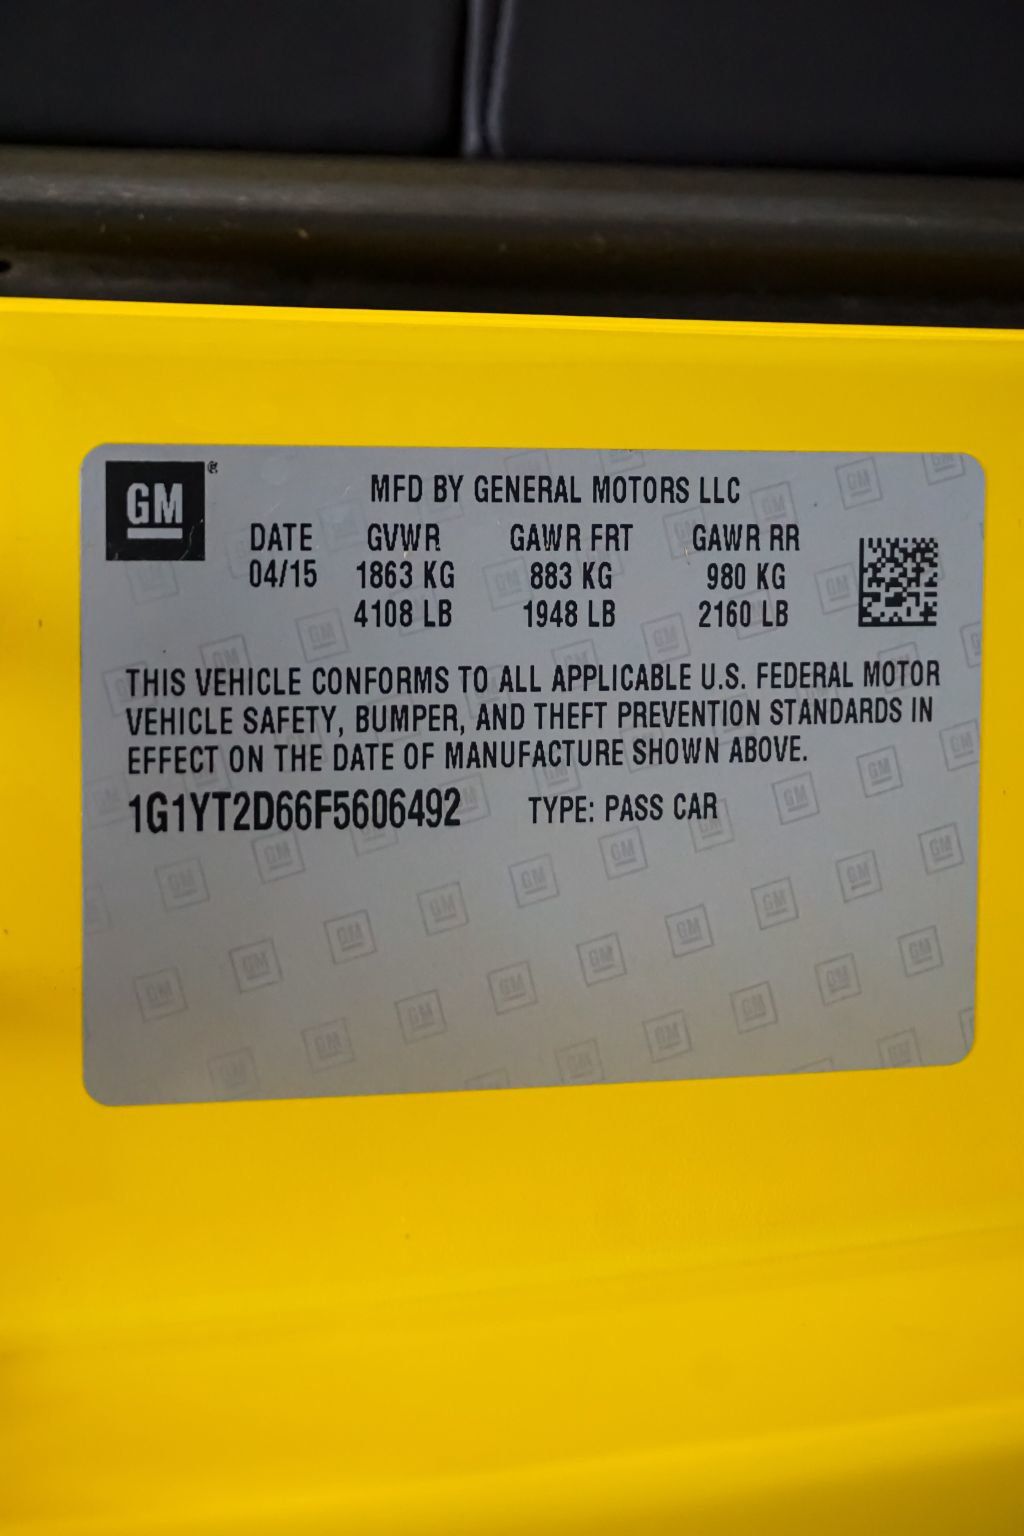 GM
MFD BY GENERAL MOTORS LLC
DATE GVWR GAWR FRT GAWR RR
04/15 1863 KG 883 KG 980 KG
4108 LB 1948 LB 2160 LB
THIS VEHICLE CONFORMS TO ALL APPLICABLE U.S. FEDERAL MOTOR
VEHICLE SAFETY, BUMPER, AND THEFT PREVENTION STANDARDS IN
EFFECT ON THE DATE OF MANUFACTURE SHOWN ABOVE.
1G1YT2D66F5606492 TYPE: PASS CAR